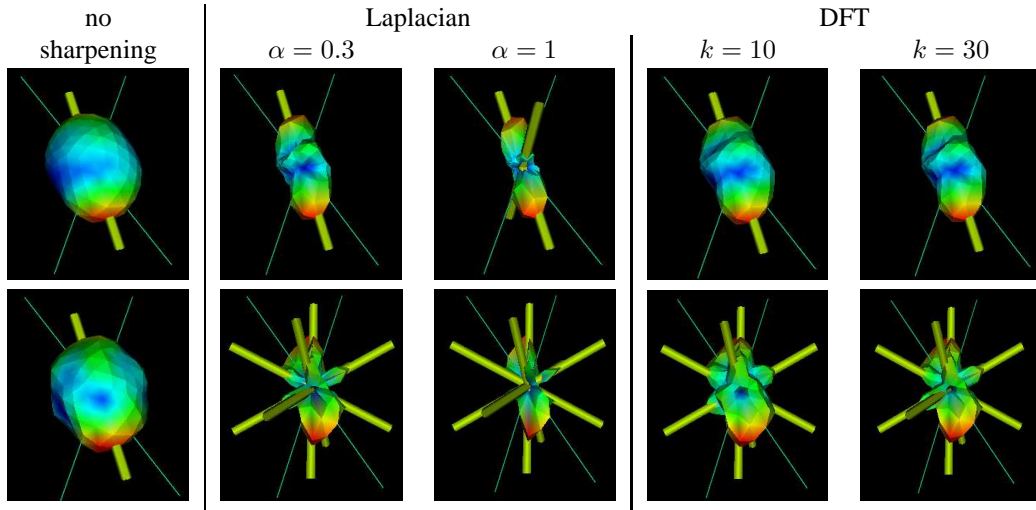 no Laplacian DFT
sharpening α = 0.3 α = 1 k = 10 k = 30